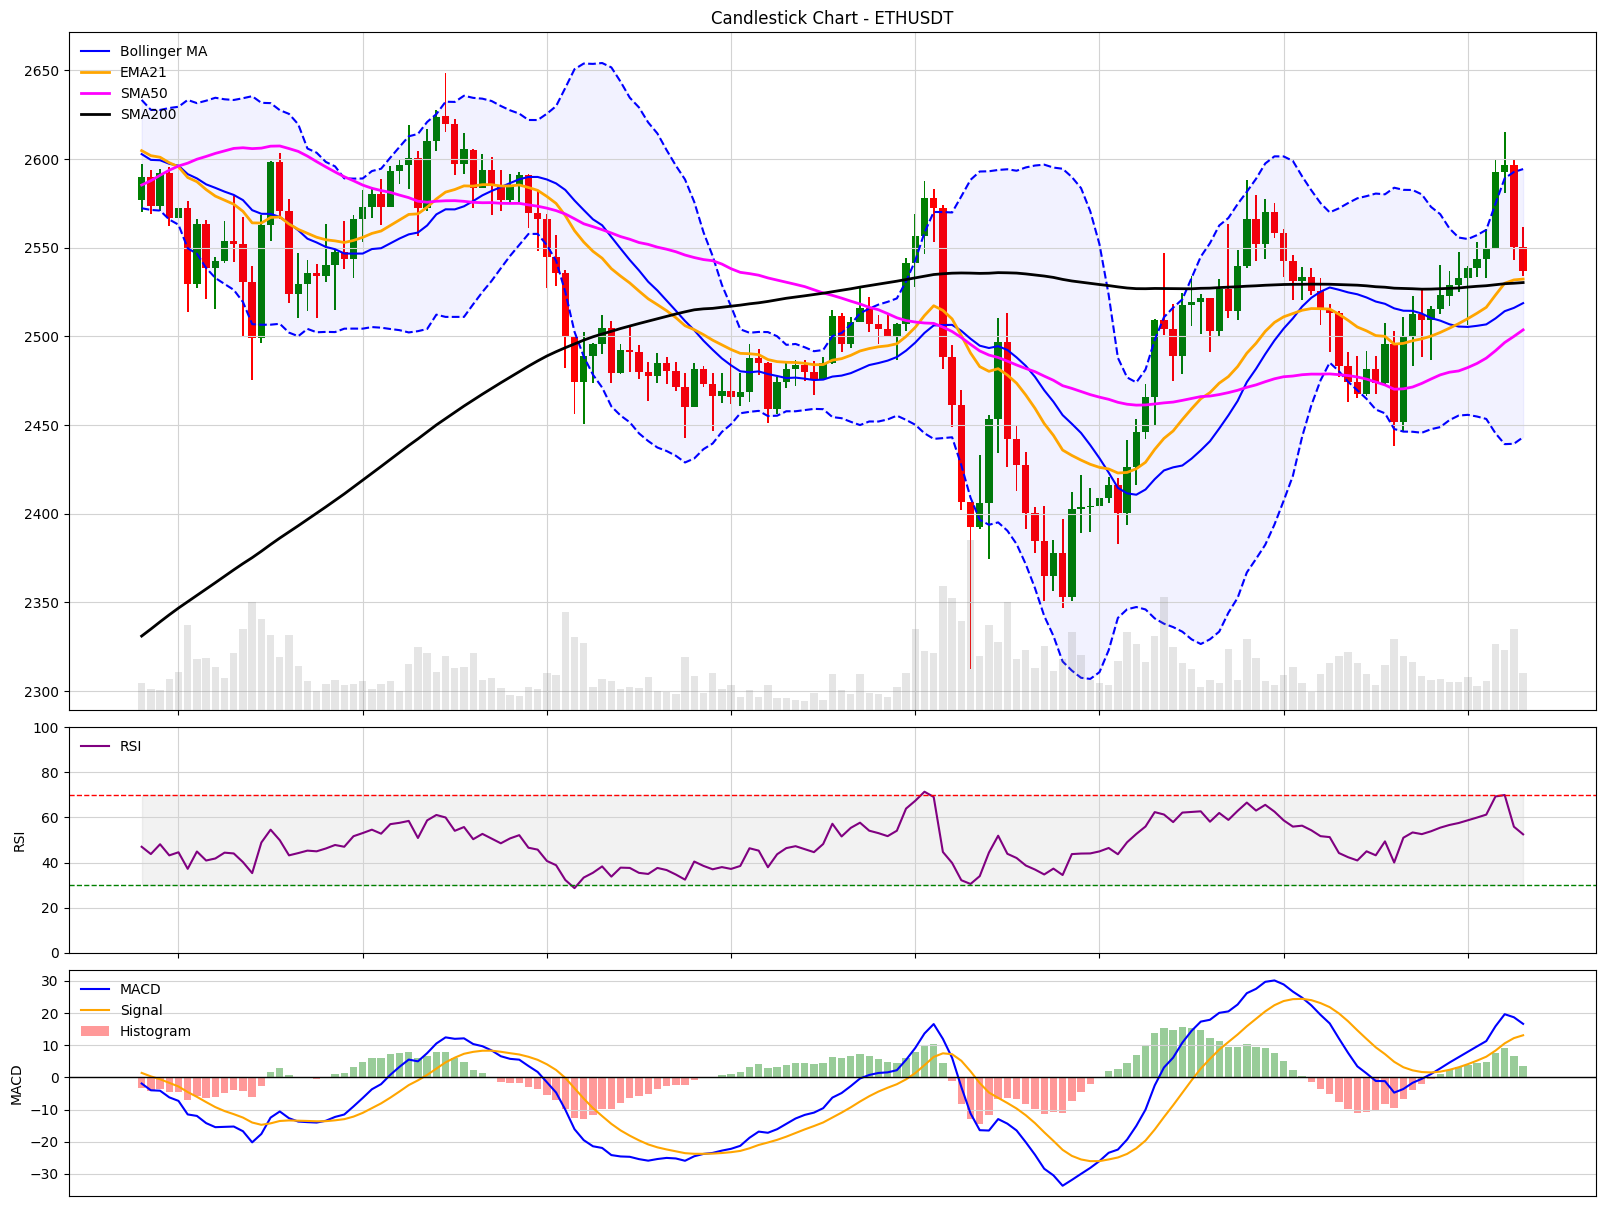 Candlestick Chart - ETHUSDT
Bollinger MA
EMA21
SMA50
SMA200
2650
2600
2550
2500
2450
2400
2350
2300
RSI
100
80
60
40
20
0
RSI
MACD
Signal
Histogram
30
20
10
0
−10
−20
−30
MACD